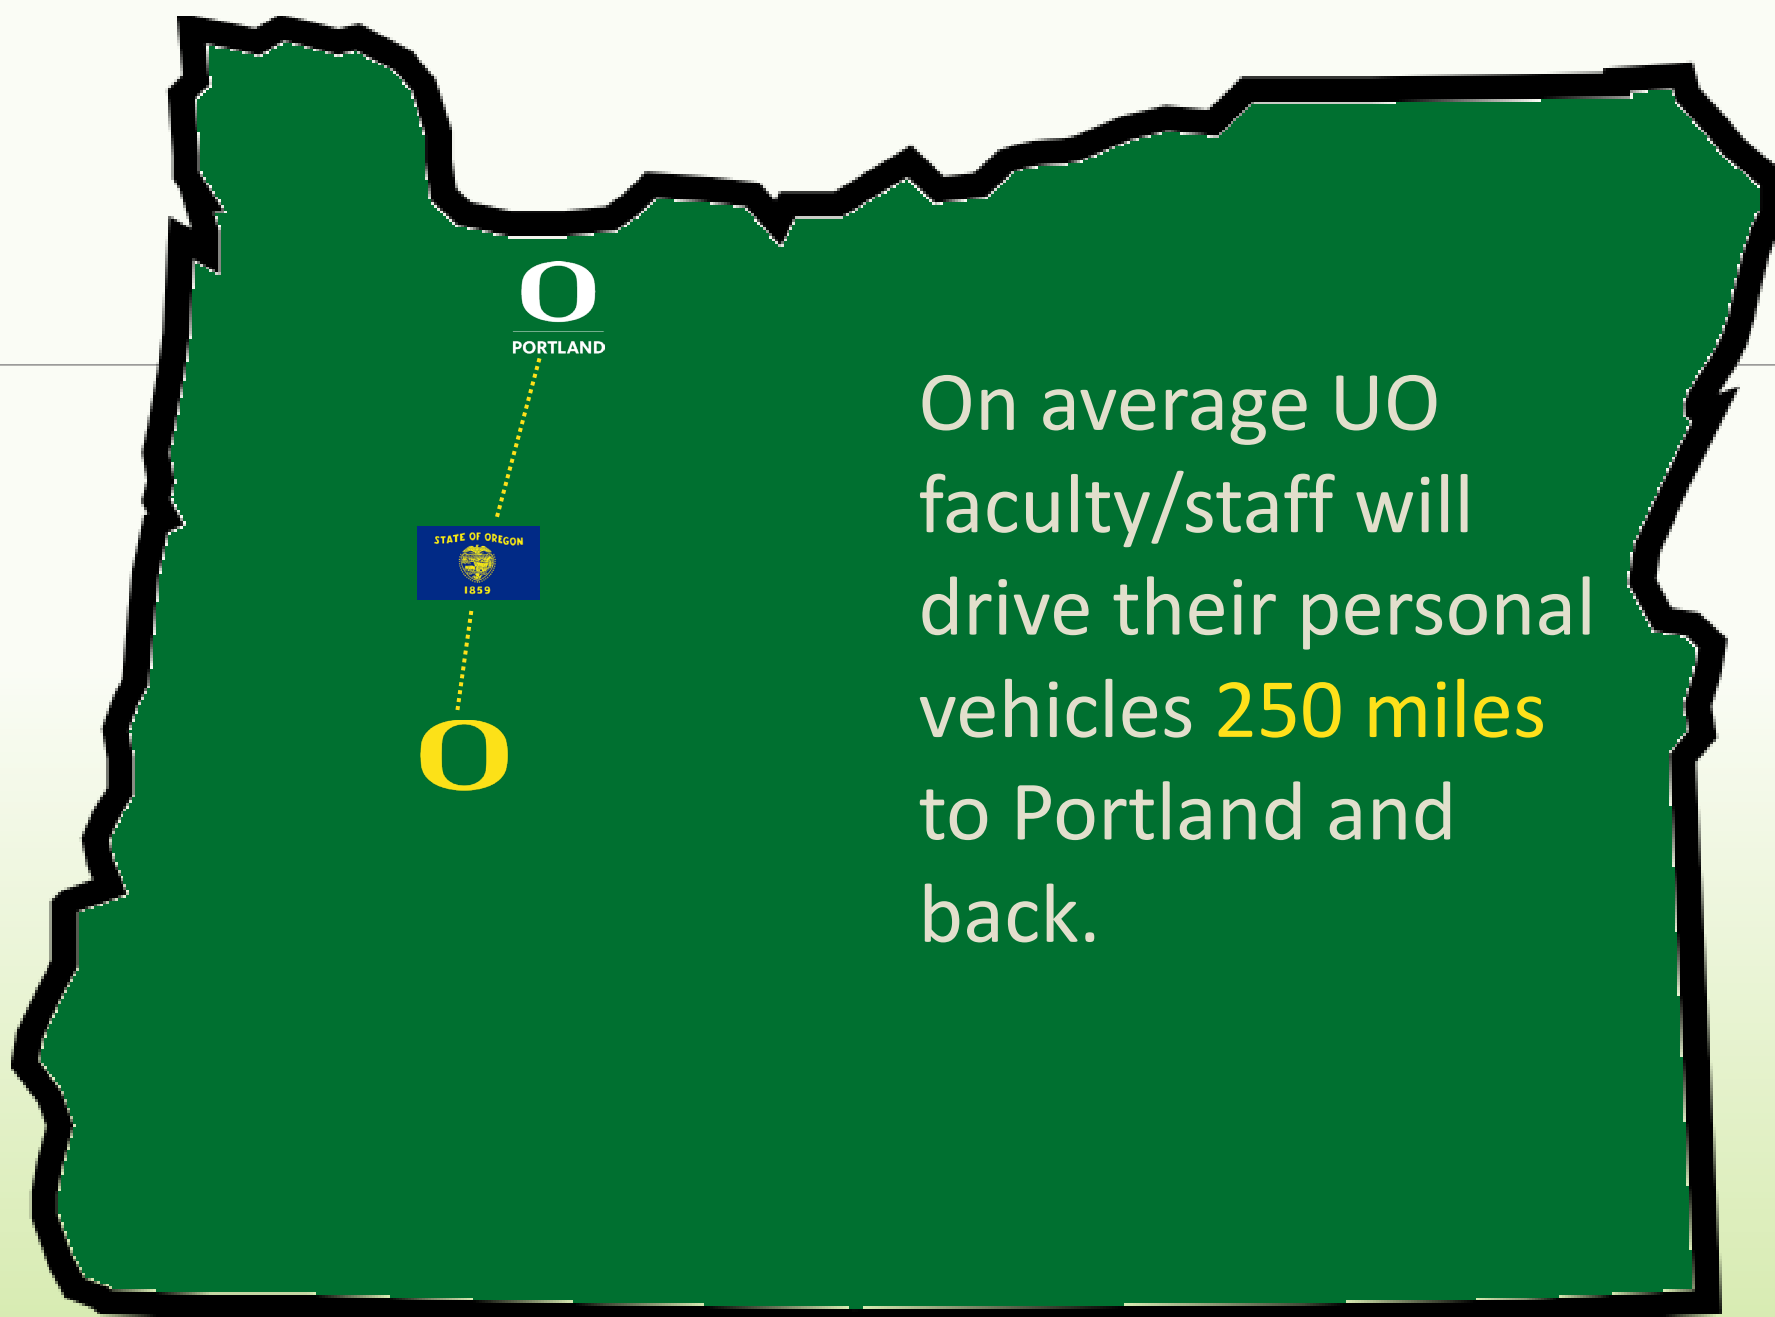 O
PORTLAND
STATE OF OREGON
1859
O
On average UO
faculty/staff will
drive their personal
vehicles 250 miles
to Portland and
back.